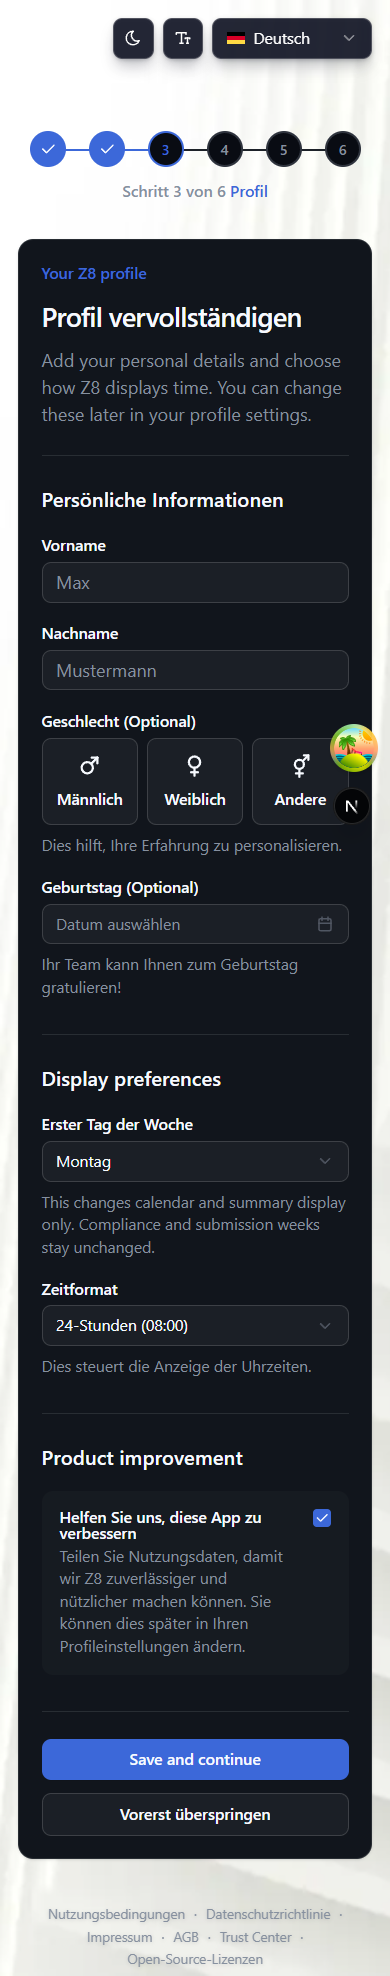 Deutsch
3
4
5
6
Schritt 3 von 6 Profil
Your Z8 profile
Profil vervollständigen
Add your personal details and choose
how Z8 displays time. You can change
these later in your profile settings.
Persönliche Informationen
Vorname
Max
Nachname
Mustermann
Geschlecht (Optional)
Männlich
Weiblich
Andere
N
Dies hilft, Ihre Erfahrung zu personalisieren.
Geburtstag (Optional)
Datum auswählen
Ihr Team kann Ihnen zum Geburtstag
gratulieren!
Display preferences
Erster Tag der Woche
Montag
This changes calendar and summary display
only. Compliance and submission weeks
stay unchanged.
Zeitformat
24-Stunden (08:00)
Dies steuert die Anzeige der Uhrzeiten.
Product improvement
Helfen Sie uns, diese App zu
verbessern
Teilen Sie Nutzungsdaten, damit
wir Z8 zuverlässiger und
nützlicher machen können. Sie
können dies später in Ihren
Profileinstellungen ändern.
Save and continue
Vorerst überspringen
Nutzungsbedingungen · Datenschutzrichtlinie ·
Impressum · AGB · Trust Center ·
Open-Source-Lizenzen